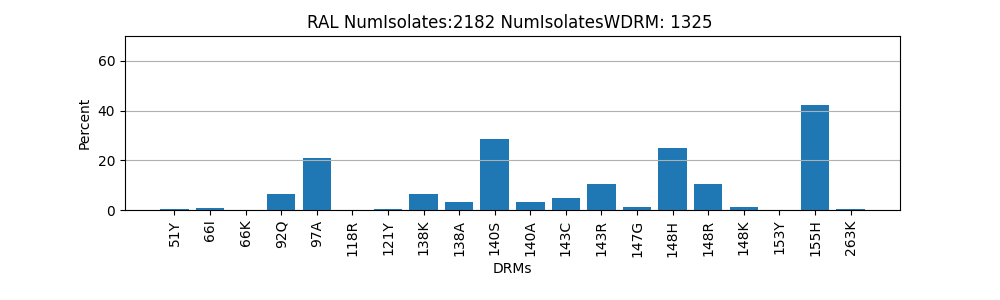 RAL NumIsolates:2182 NumIsolatesWDRM: 1325
60
40
20
0
Percent
51Y 66I 66K 92Q 97A 118R 121Y 138K 138A 140S 140A 143C 143R 147G 148H 148R 148K 153Y 155H 263K
DRMs